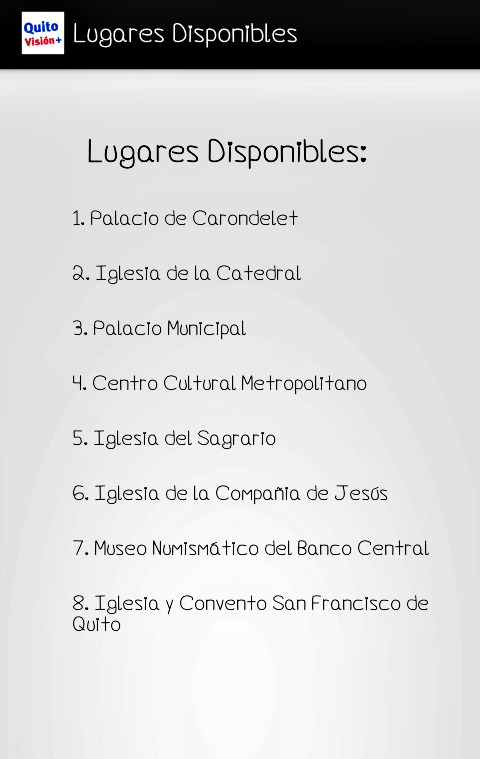 Quito
Visión+
Lugares Disponibles
Lugares Disponibles:
1. Palacio de Carondelet
2. Iglesia de la Catedral
3. Palacio Municipal
4. Centro Cultural Metropolitano
5. Iglesia del Sagrario
6. Iglesia de la Compañia de Jesús
7. Museo Numismático del Banco Central
8. Iglesia y Convento San Francisco de
Quito